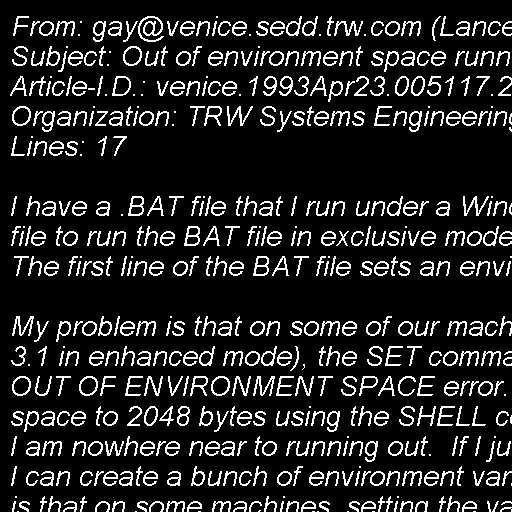 From: gay@venice.sedd.trw.com (Lance
Subject: Out of environment space runn
Article-I.D.: venice.1993Apr23.005117.2
Organization: TRW Systems Engineering
Lines: 17

I have a .BAT file that I run under a Win
file to run the BAT file in exclusive mode
The first line of the BAT file sets an envi

My problem is that on some of our mach
3.1 in enhanced mode), the SET comma
OUT OF ENVIRONMENT SPACE error.
space to 2048 bytes using the SHELL c
I am nowhere near to running out.  If I ju
I can create a bunch of environment var
is that on some machines, setting the va